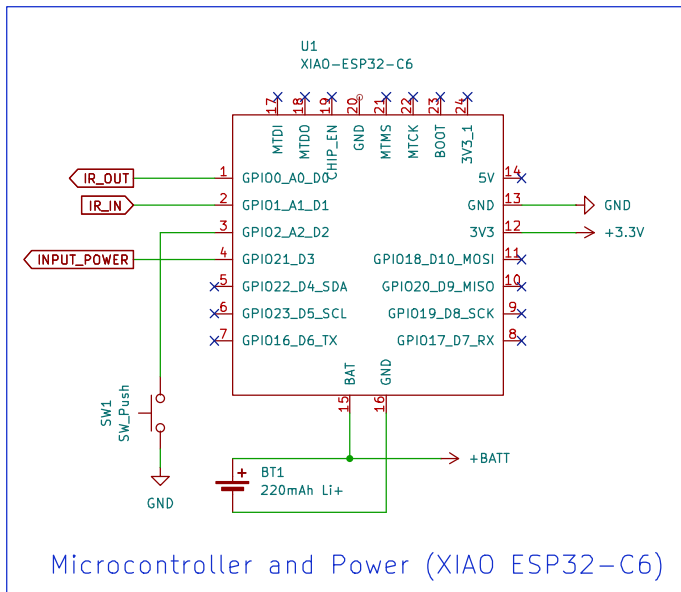 U1
XIAO-ESP32-C6
17 18 19 20 21 22 23 24
MTDI MTDO CHIP_EN GND MTMS MTCK BOOT 3V3_1
IR_OUT 1 GPIO0_A0_D0 5V 14
IR_IN 2 GPIO1_A1_D1 GND 13 GND
3 GPIO2_A2_D2 3V3 12 +3.3V
INPUT_POWER 4 GPIO21_D3 GPIO18_D10_MOSI 11
5 GPIO22_D4_SDA GPIO20_D9_MISO 10
6 GPIO23_D5_SCL GPIO19_D8_SCK 9
7 GPIO16_D6_TX GPIO17_D7_RX 8
BAT GND
15 16
SW1
SW_Push
GND
+ BT1
220mAh Li+
+BATT
Microcontroller and Power (XIAO ESP32-C6)